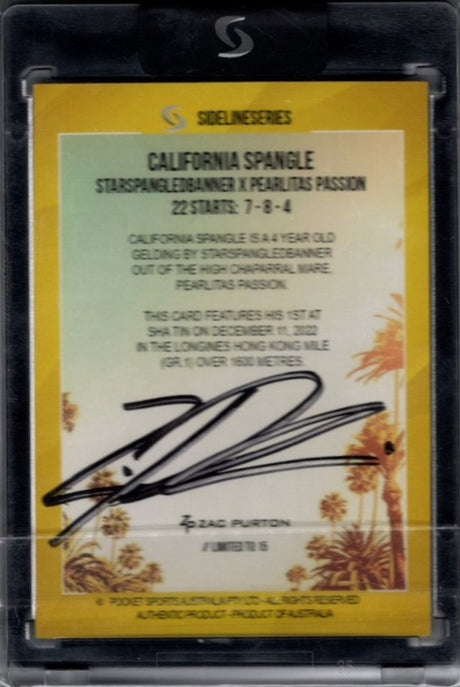 SIDELINESERIES
CALIFORNIA SPANGLE
STARSPANGLEDBANNER X PEARLITAS PASSION
22 STARTS: 7-8-4
CALIFORNIA SPANGLE IS A 4 YEAR OLD
GELDING BY STARSPANGLEDBANNER
OUT OF THE HIGH CHAPARRAL MARE,
PEARLITAS PASSION.
THIS CARD FEATURES HIS 1ST AT
SHA TIN ON DECEMBER 11, 2022
IN THE LONGINES HONG KONG MILE
(GR.1) OVER 1600 METRES.
ZP ZAC PURTON
// LIMITED TO 15
© POCKET SPORTS AUSTRALIA PTY LTD - ALL RIGHTS RESERVED
AUTHENTIC PRODUCT - PRODUCT OF AUSTRALIA